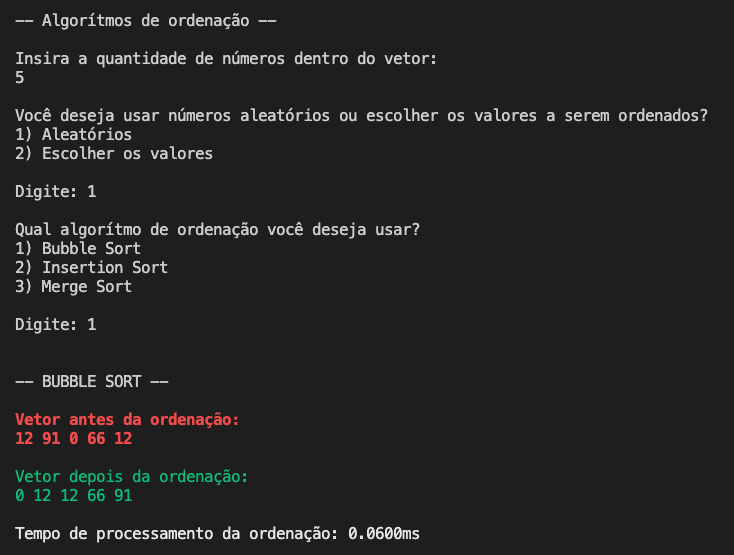 -- Algorítmos de ordenação --
Insira a quantidade de números dentro do vetor:
5
Você deseja usar números aleatórios ou escolher os valores a serem ordenados?
1) Aleatórios
2) Escolher os valores
Digite: 1
Qual algorítmo de ordenação você deseja usar?
1) Bubble Sort
2) Insertion Sort
3) Merge Sort
Digite: 1
-- BUBBLE SORT --
Vetor antes da ordenação:
12 91 0 66 12
Vetor depois da ordenação:
0 12 12 66 91
Tempo de processamento da ordenação: 0.0600ms